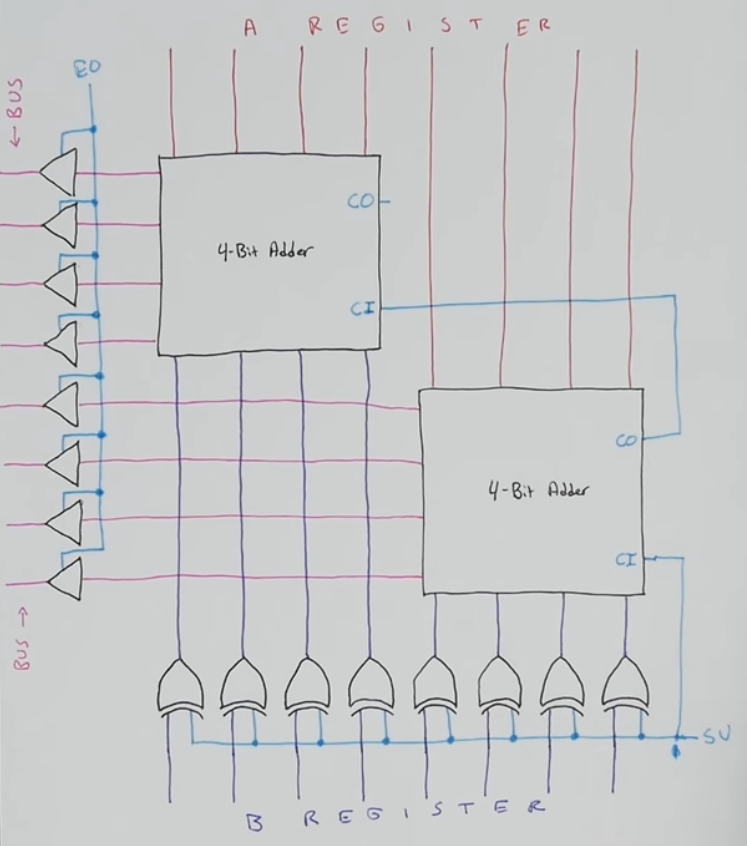 A REGISTER
EO
← BUS
CO
4-Bit Adder
CI
CO
4-Bit Adder
CI
BUS →
SU
B REGISTER